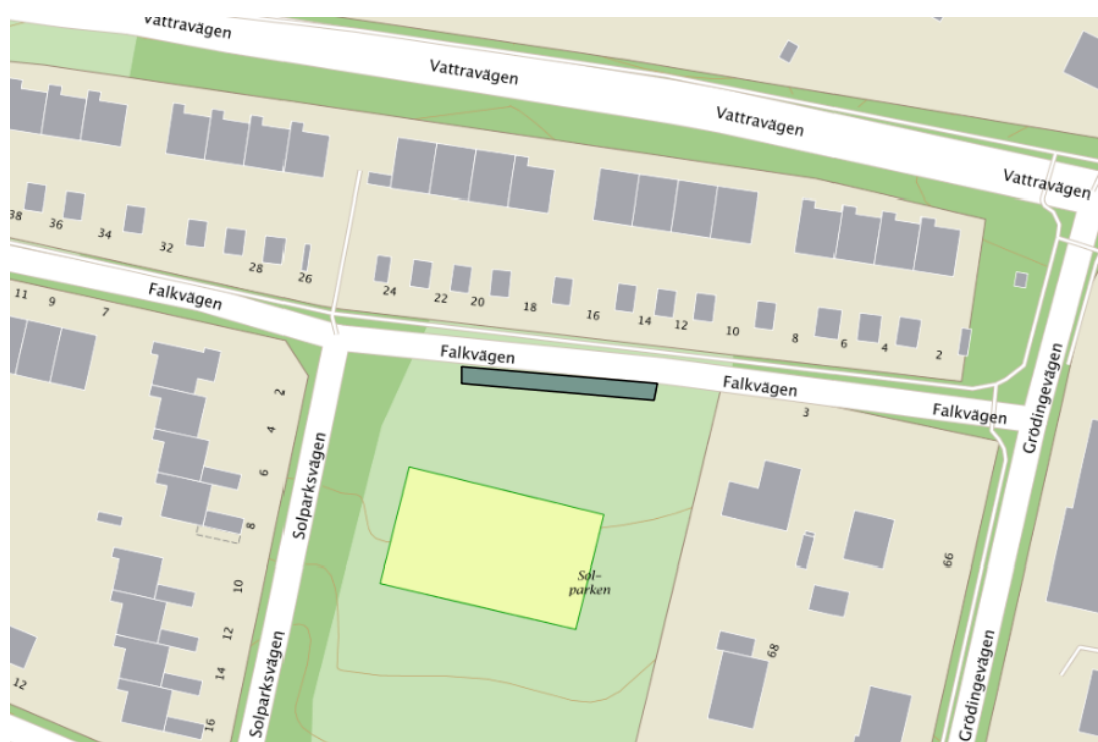 Vattravägen
Vattravägen
Vattravägen
Vattravägen
38
36
34
32
28
26
24
22
20
18
16
14
12
10
8
6
4
2
11
9
7
Falkvägen
Falkvägen
Falkvägen
Falkvägen
3
2
4
6
8
10
12
14
16
12
Solparksvägen
Solparksvägen
Sol-
parken
66
68
Grödingevägen
Grödingevägen